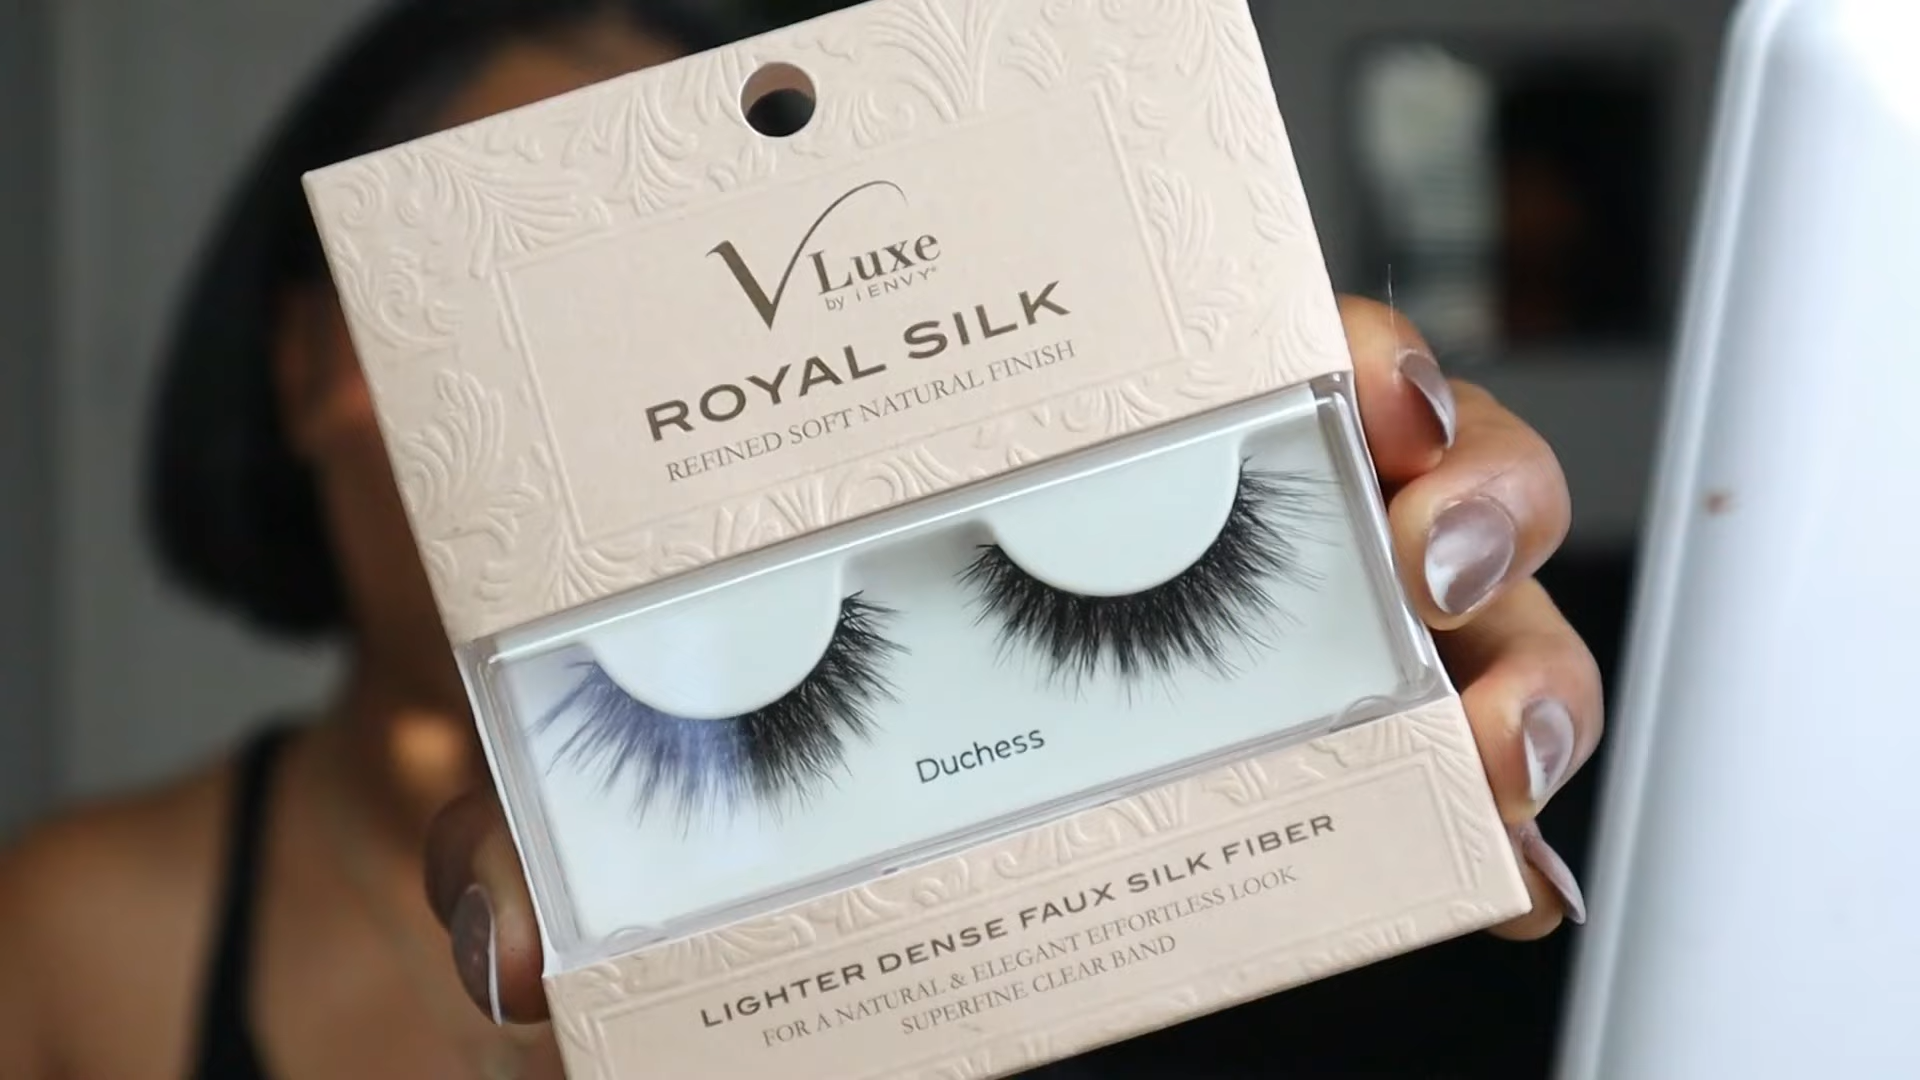 V Luxe
by i ENVY®
ROYAL SILK
REFINED SOFT NATURAL FINISH
Duchess
LIGHTER DENSE FAUX SILK FIBER
FOR A NATURAL & ELEGANT EFFORTLESS LOOK
SUPERFINE CLEAR BAND